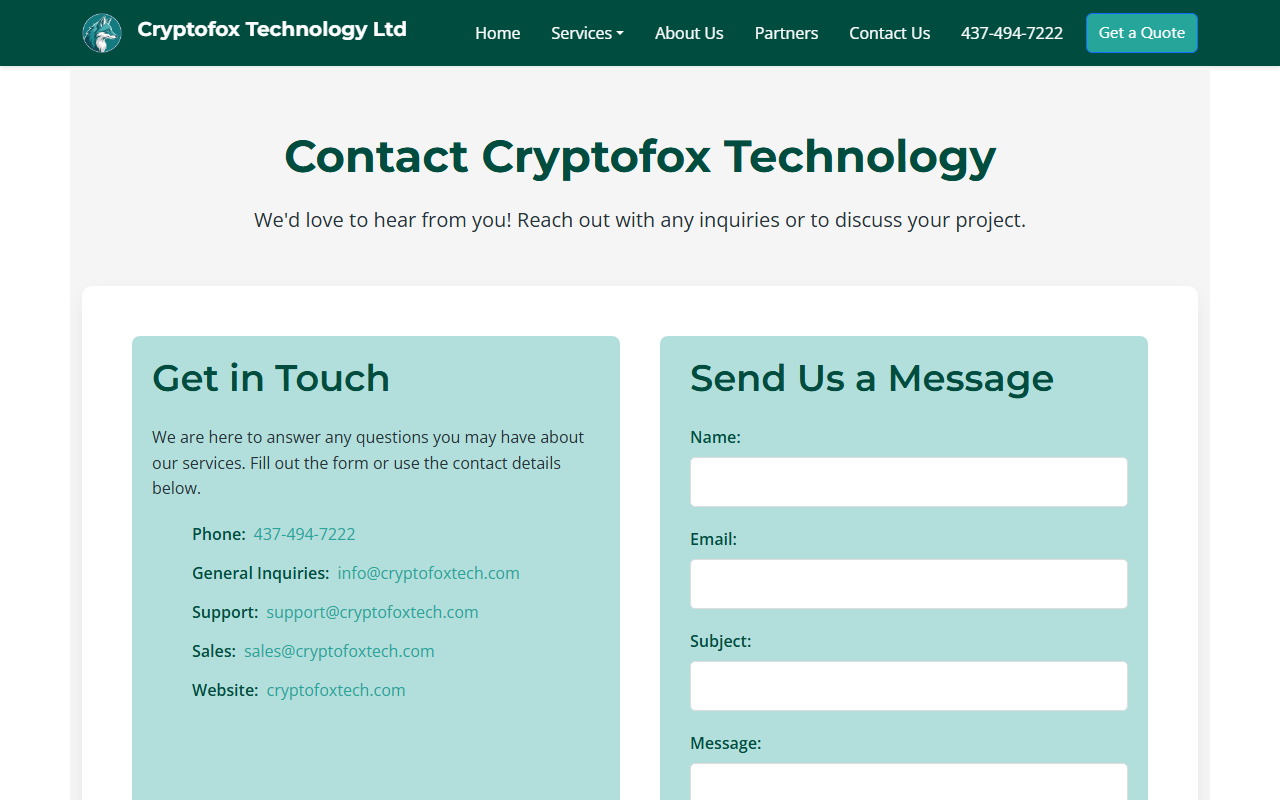 Cryptofox Technology Ltd
Home
Services
About Us
Partners
Contact Us
437-494-7222
Get a Quote
Contact Cryptofox Technology
We'd love to hear from you! Reach out with any inquiries or to discuss your project.
Get in Touch
We are here to answer any questions you may have about
our services. Fill out the form or use the contact details
below.
Phone: 437-494-7222
General Inquiries: info@cryptofoxtech.com
Support: support@cryptofoxtech.com
Sales: sales@cryptofoxtech.com
Website: cryptofoxtech.com
Send Us a Message
Name:
Email:
Subject:
Message: